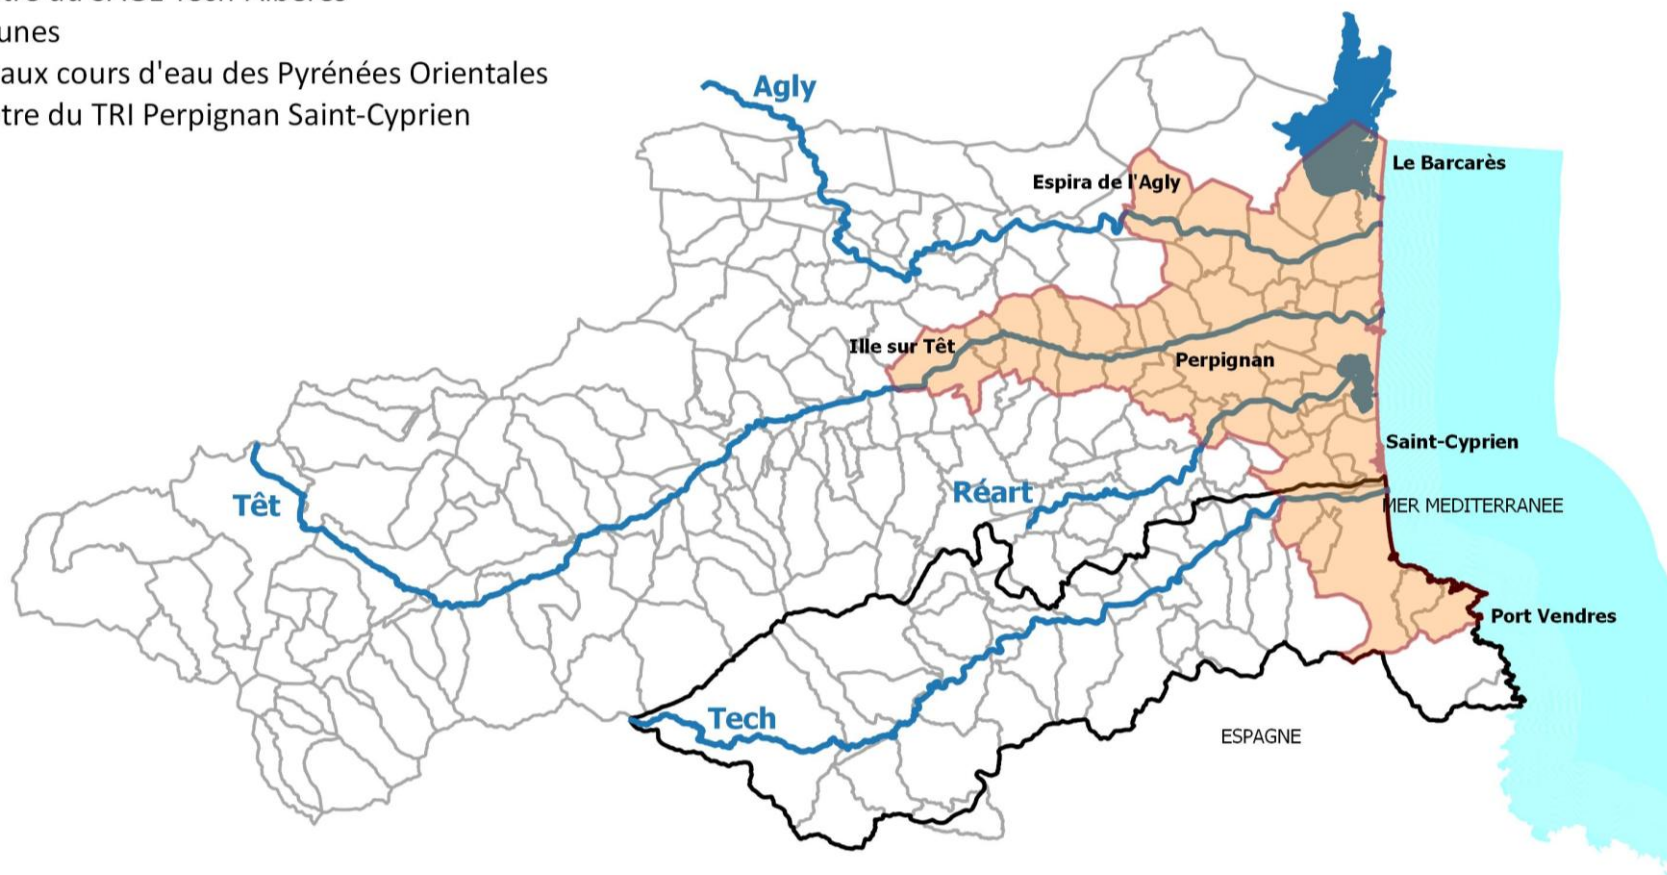 unes
aux cours d'eau des Pyrénées Orientales
tre du TRI Perpignan Saint-Cyprien
Agly
Le Barcarès
Espira de l'Agly
Ille sur Têt
Perpignan
Saint-Cyprien
Réart
Têt
MER MEDITERRANEE
Port Vendres
Tech
ESPAGNE